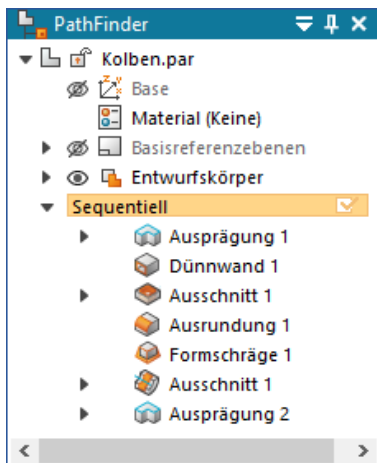 PathFinder
Kolben.par
Base
Material (Keine)
Basisreferenzebenen
Entwurfskörper
Sequentiell
Ausprägung 1
Dünnwand 1
Ausschnitt 1
Ausrundung 1
Formschräge 1
Ausschnitt 1
Ausprägung 2